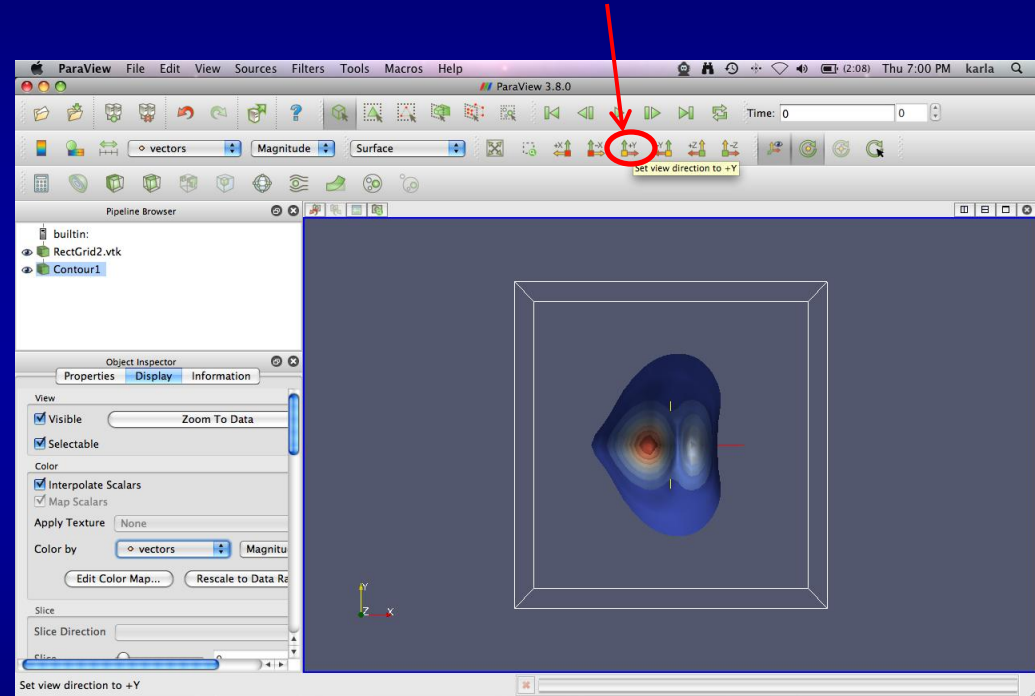 ParaView File Edit View Sources Filters Tools Macros Help (2:08) Thu 7:00 PM karla
ParaView 3.8.0
Time: 0 0
vectors Magnitude Surface +X -X +Y -Y +Z -Z
Set view direction to +Y
Pipeline Browser
builtin:
RectGrid2.vtk
Contour1
Object Inspector
Properties Display Information
View
Visible Zoom To Data
Selectable
Color
Interpolate Scalars
Map Scalars
Apply Texture None
Color by vectors Magnitu
Edit Color Map... Rescale to Data Ra
Slice
Slice Direction
Slice 0
Y
Z X
Set view direction to +Y